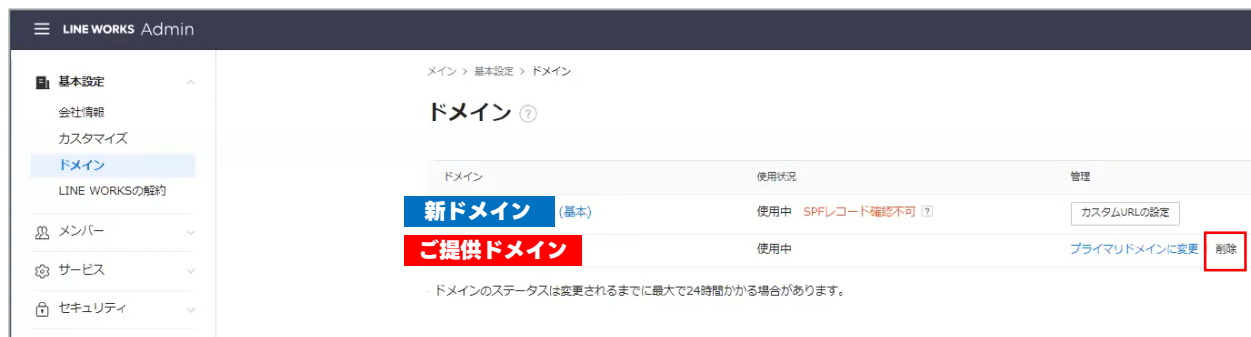 LINE WORKS Admin
基本設定
会社情報
カスタマイズ
ドメイン
LINE WORKSの解約
メンバー
サービス
セキュリティ
メイン > 基本設定 > ドメイン
ドメイン ?
ドメイン 使用状況 管理
新ドメイン (基本) 使用中 SPFレコード確認不可 ? カスタムURLの設定
ご提供ドメイン 使用中 プライマリドメインに変更 削除
· ドメインのステータスは変更されるまでに最大で24時間かかる場合があります。